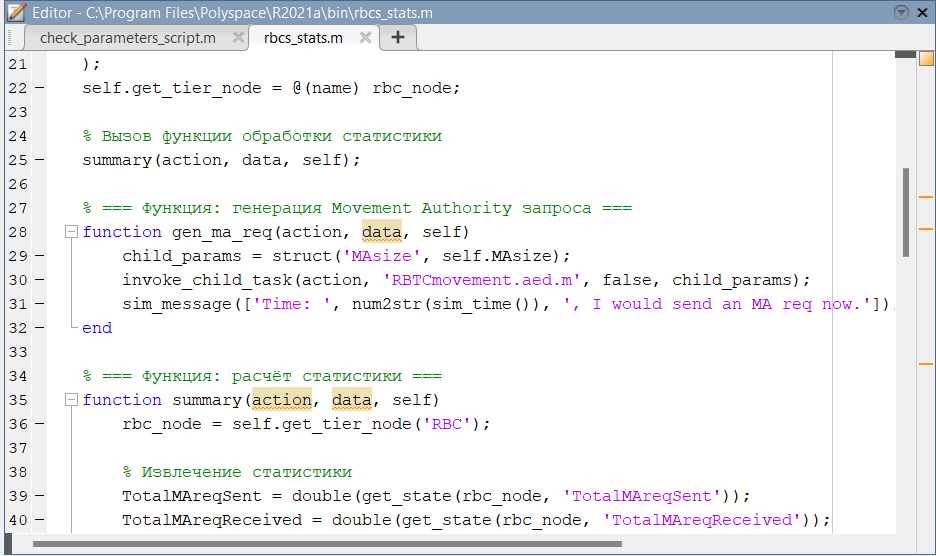 Editor - C:\Program Files\Polyspace\R2021a\bin\rbcs_stats.m
check_parameters_script.m rbcs_stats.m
21 );
22 self.get_tier_node = @(name) rbc_node;
23
24 % Вызов функции обработки статистики
25 summary(action, data, self);
26
27 % === Функция: генерация Movement Authority запроса ===
28 function gen_ma_req(action, data, self)
29 child_params = struct('MAsize', self.MAsize);
30 invoke_child_task(action, 'RBTCmovement.aed.m', false, child_params);
31 sim_message(['Time: ', num2str(sim_time()), ', I would send an MA req now.']);
32 end
33
34 % === Функция: расчёт статистики ===
35 function summary(action, data, self)
36 rbc_node = self.get_tier_node('RBC');
37
38 % Извлечение статистики
39 TotalMAreqSent = double(get_state(rbc_node, 'TotalMAreqSent'));
40 TotalMAreqReceived = double(get_state(rbc_node, 'TotalMAreqReceived'));